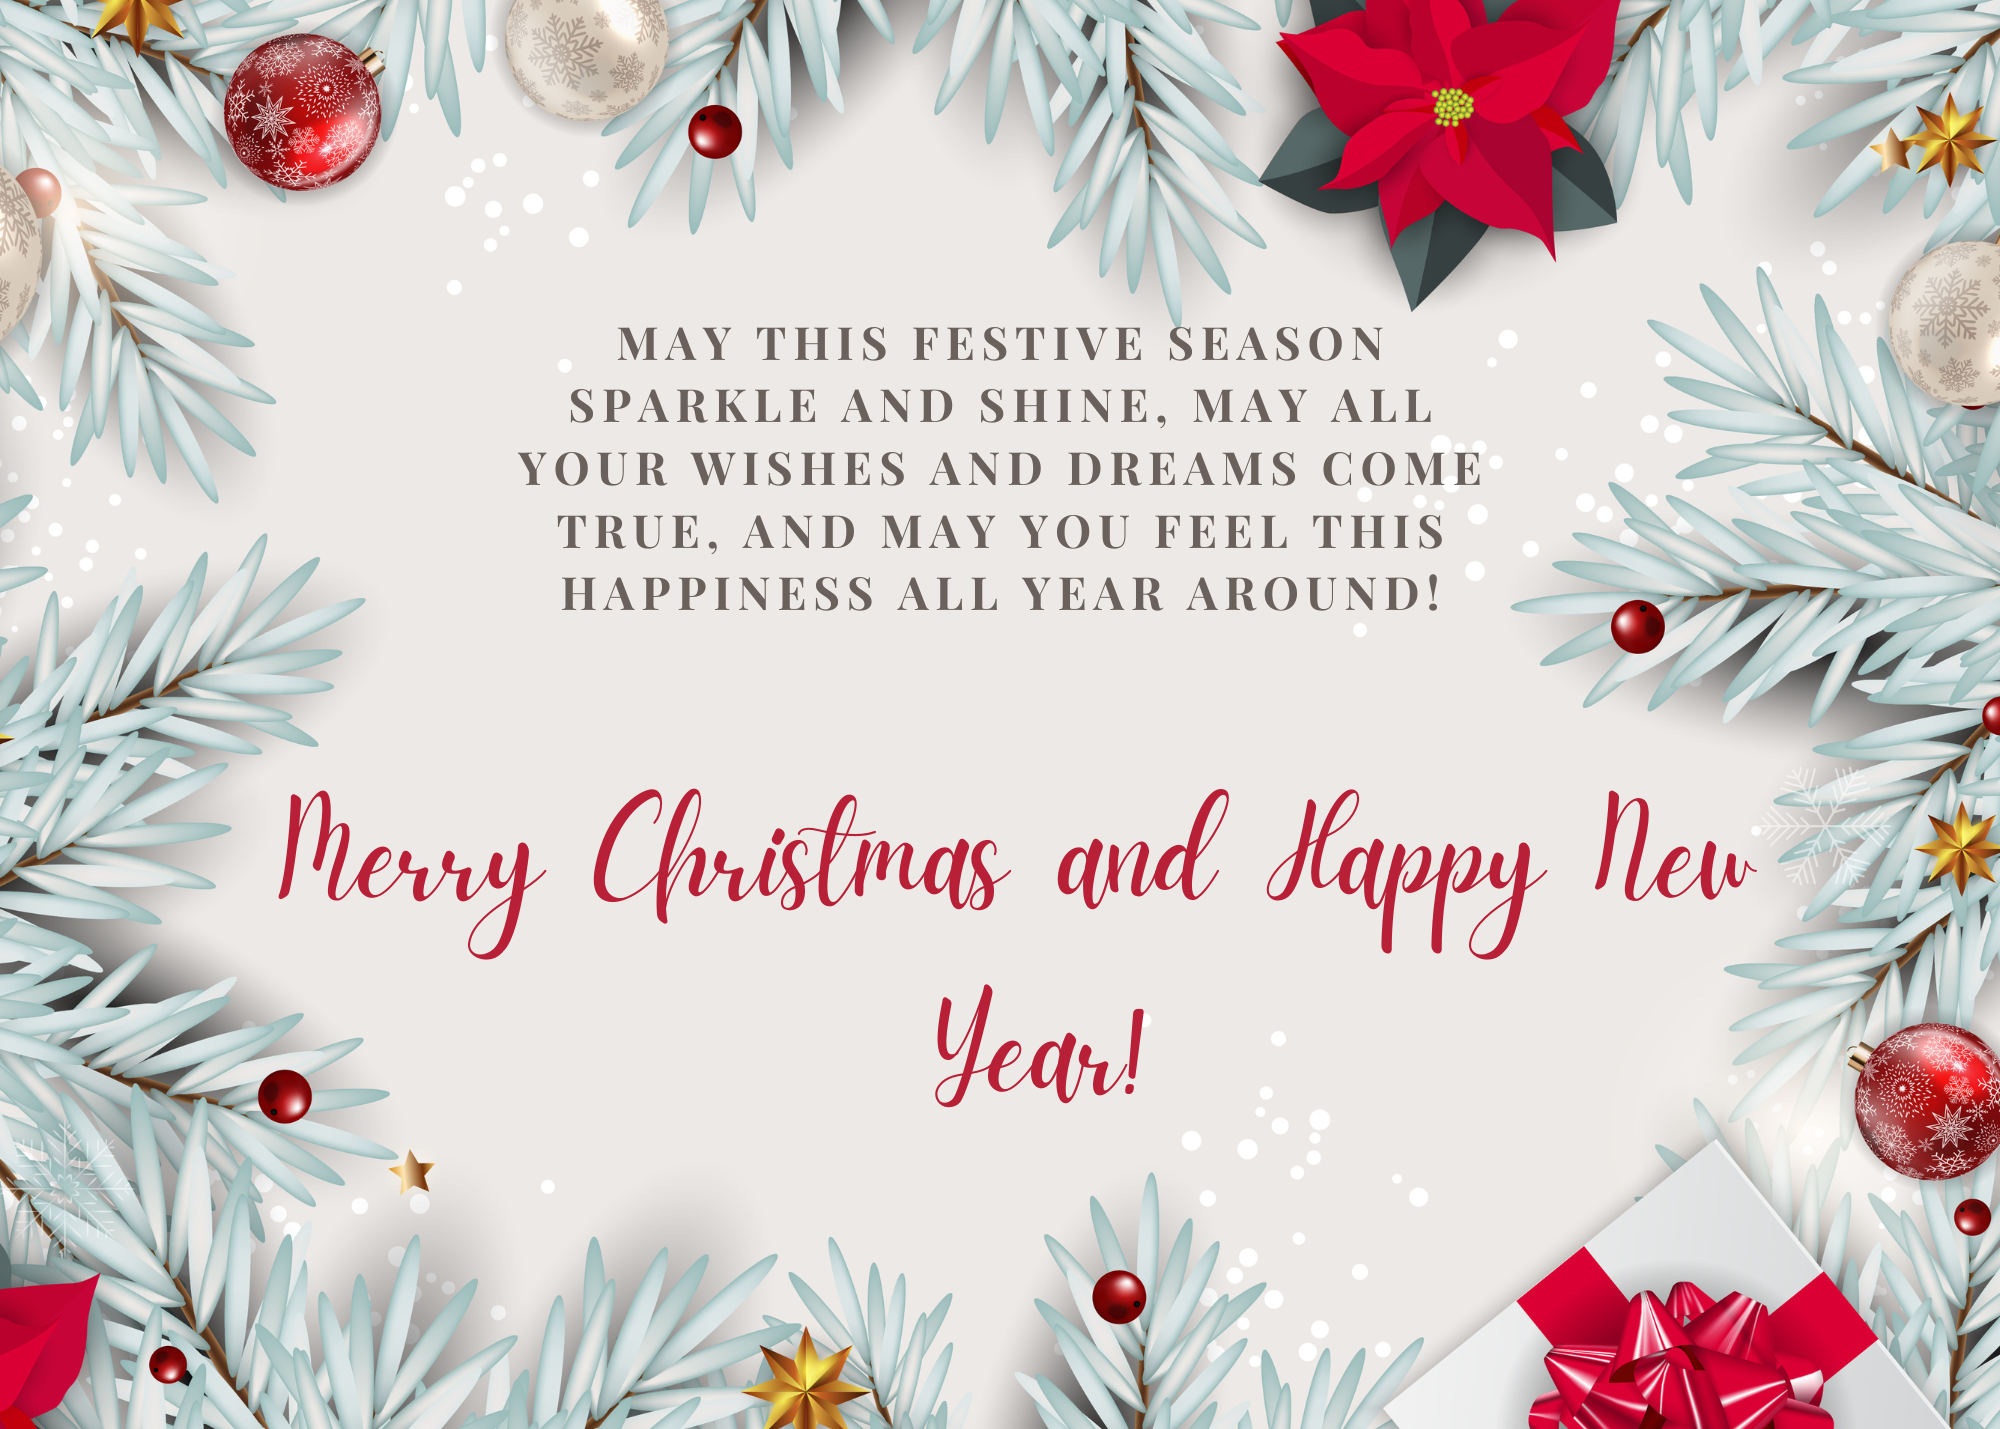 MAY THIS FESTIVE SEASON
SPARKLE AND SHINE, MAY ALL
YOUR WISHES AND DREAMS COME
TRUE, AND MAY YOU FEEL THIS
HAPPINESS ALL YEAR AROUND!
Merry Christmas and Happy New
Year!